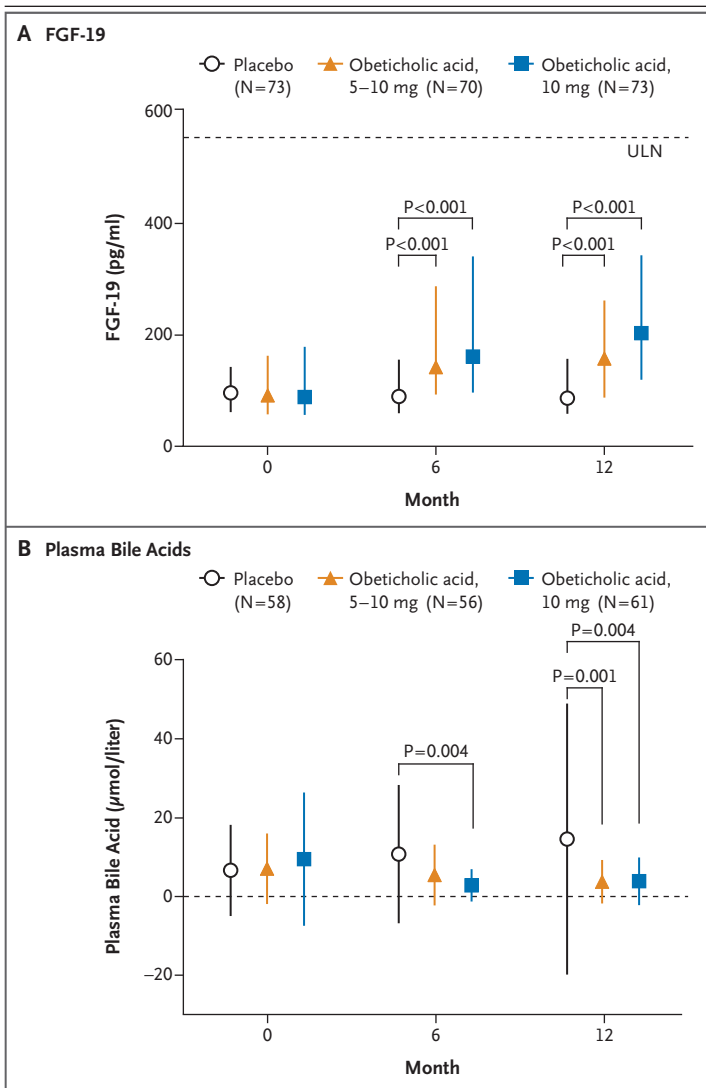 A FGF-19
Placebo
(N=73)
Obeticholic acid,
5–10 mg (N=70)
Obeticholic acid,
10 mg (N=73)
600
400
200
0
FGF-19 (pg/ml)
ULN
P<0.001
P<0.001
P<0.001
P<0.001
0
6
12
Month
B Plasma Bile Acids
Placebo
(N=58)
Obeticholic acid,
5–10 mg (N=56)
Obeticholic acid,
10 mg (N=61)
60
40
20
0
−20
Plasma Bile Acid (μmol/liter)
P=0.004
P=0.004
P=0.001
0
6
12
Month